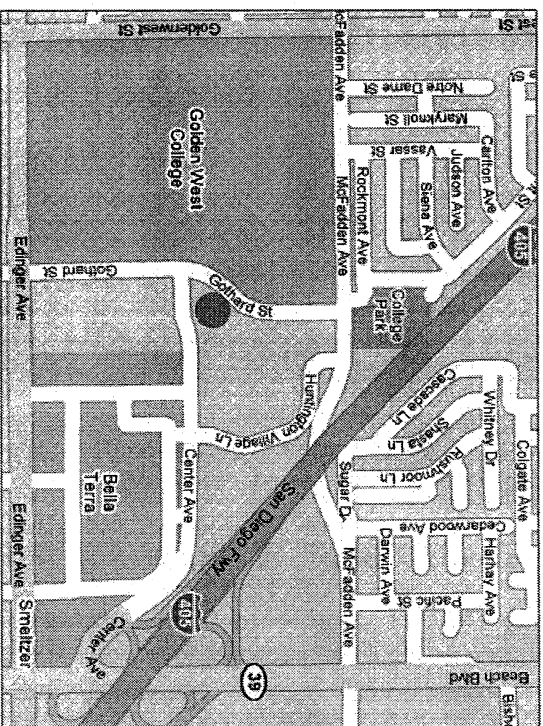 Goldenwest St
McFadden Ave
Notre Dame St
Maryknoll St
Vassar St
Carlton Ave
Judson Ave
Siena Ave
Rockmont Ave
McFadden Ave
Golden West
College
405
Edinger Ave
Gothard St
Gothard St
College
Park
Cascade Ln
Shasta Ln
Rushmoor Ln
Whitney Dr
Colgate Ave
Huntington Village Ln
Center Ave
Bella
Terra
San Diego Fwy
Sugar Dr
Cedarwood Ave
Darwin Ave
McFadden Ave
Hanbay Ave
Pacific St
Edinger Ave
Smeltzer
Center Ave
405
39
Beach Blvd